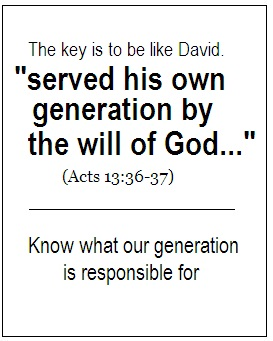 The key is to be like David.
"served his own
generation by
the will of God..."
(Acts 13:36-37)
Know what our generation
is responsible for